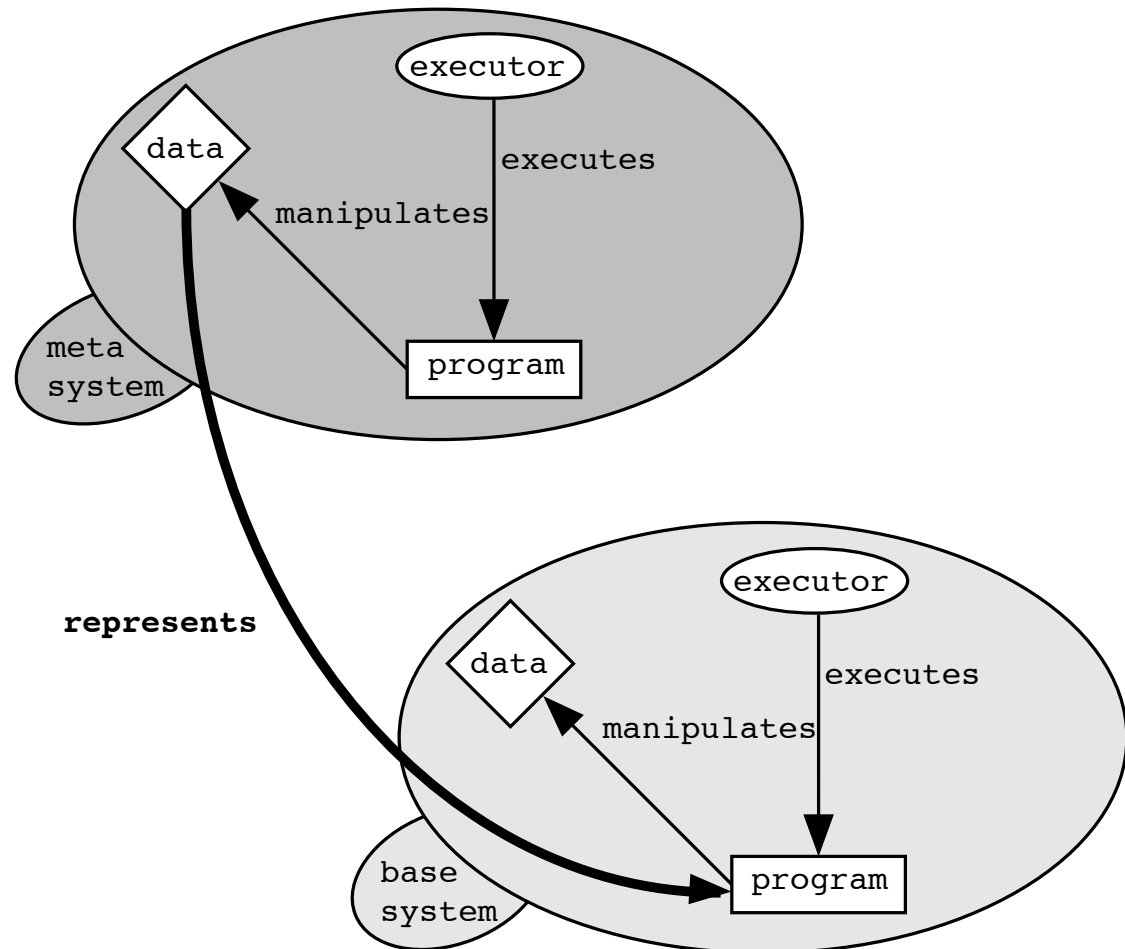 executor
data
executes
manipulates
meta
system
program
represents
executor
data
executes
manipulates
base
system
program